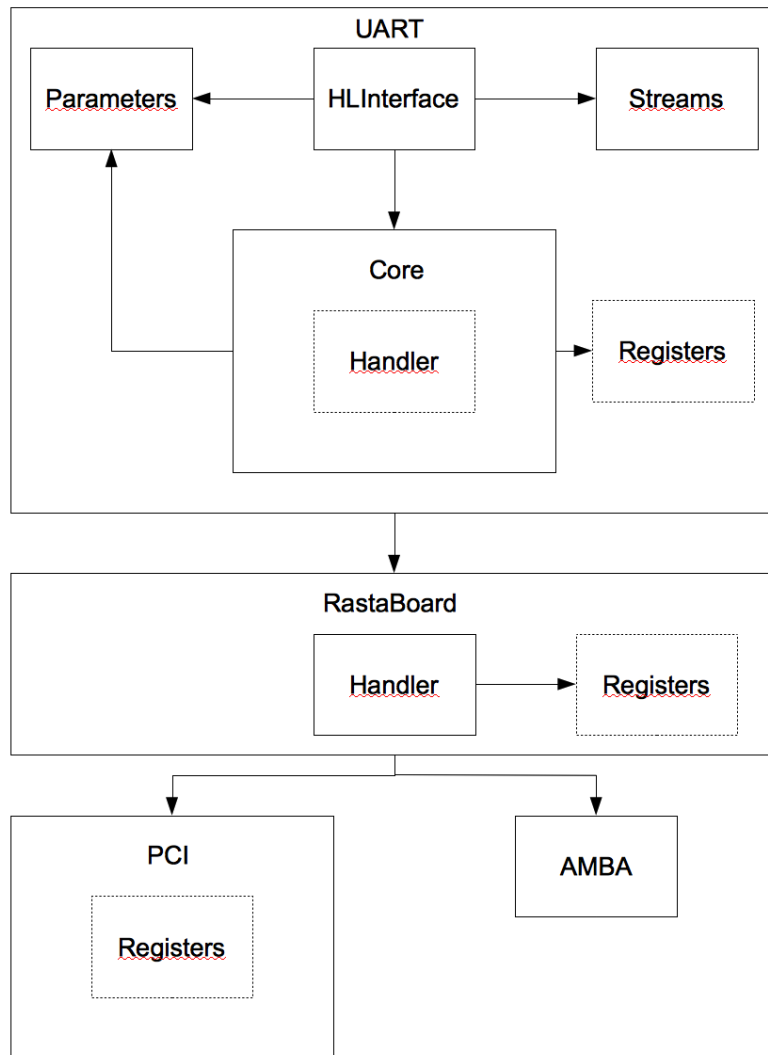 UART
Parameters
HLInterface
Streams
Core
Handler
Registers
RastaBoard
Handler
Registers
PCI
AMBA
Registers